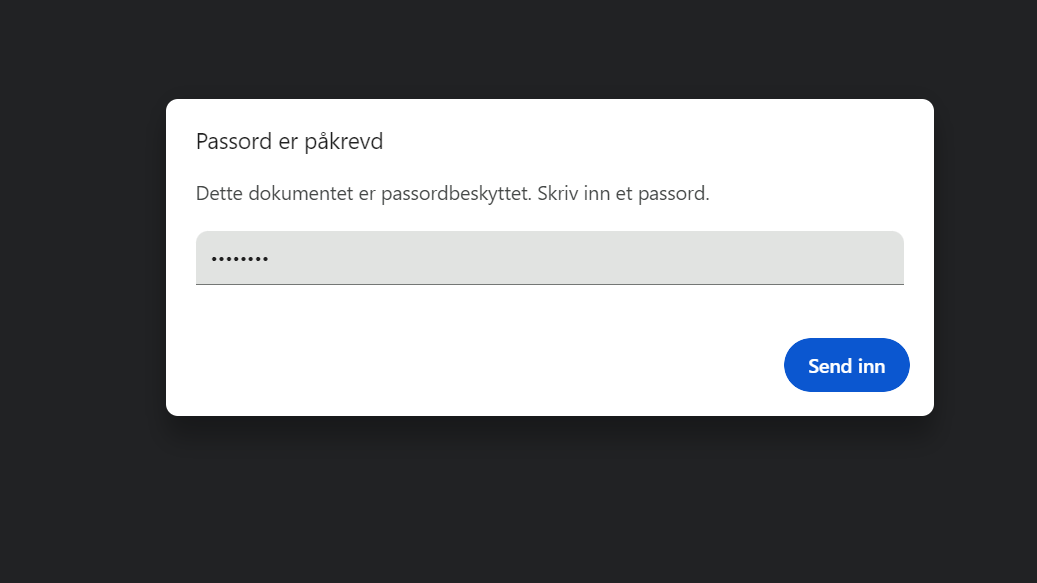 Passord er påkrevd
Dette dokumentet er passordbeskyttet. Skriv inn et passord.
••••••••
Send inn